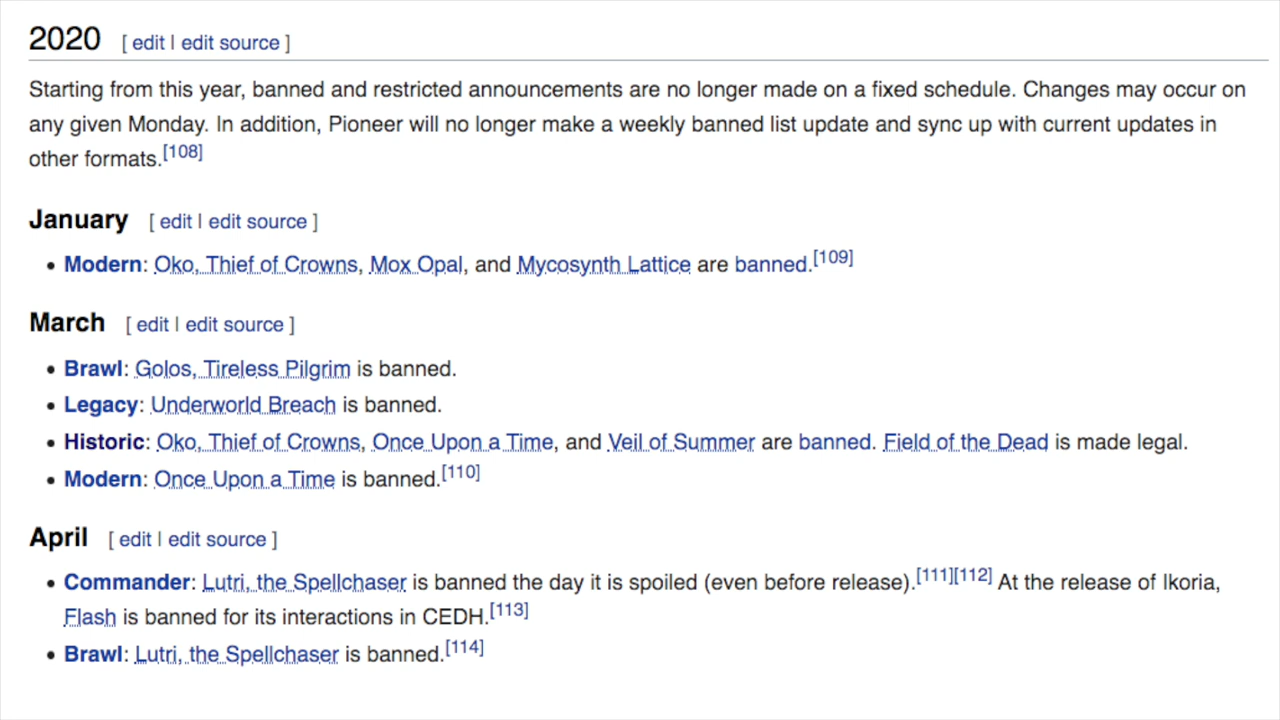 2020 [ edit | edit source ]
Starting from this year, banned and restricted announcements are no longer made on a fixed schedule. Changes may occur on
any given Monday. In addition, Pioneer will no longer make a weekly banned list update and sync up with current updates in
other formats.[108]
January [ edit | edit source ]
• Modern: Oko, Thief of Crowns, Mox Opal, and Mycosynth Lattice are banned.[109]
March [ edit | edit source ]
• Brawl: Golos, Tireless Pilgrim is banned.
• Legacy: Underworld Breach is banned.
• Historic: Oko, Thief of Crowns, Once Upon a Time, and Veil of Summer are banned. Field of the Dead is made legal.
• Modern: Once Upon a Time is banned.[110]
April [ edit | edit source ]
• Commander: Lutri, the Spellchaser is banned the day it is spoiled (even before release).[111][112] At the release of Ikoria,
Flash is banned for its interactions in CEDH.[113]
• Brawl: Lutri, the Spellchaser is banned.[114]